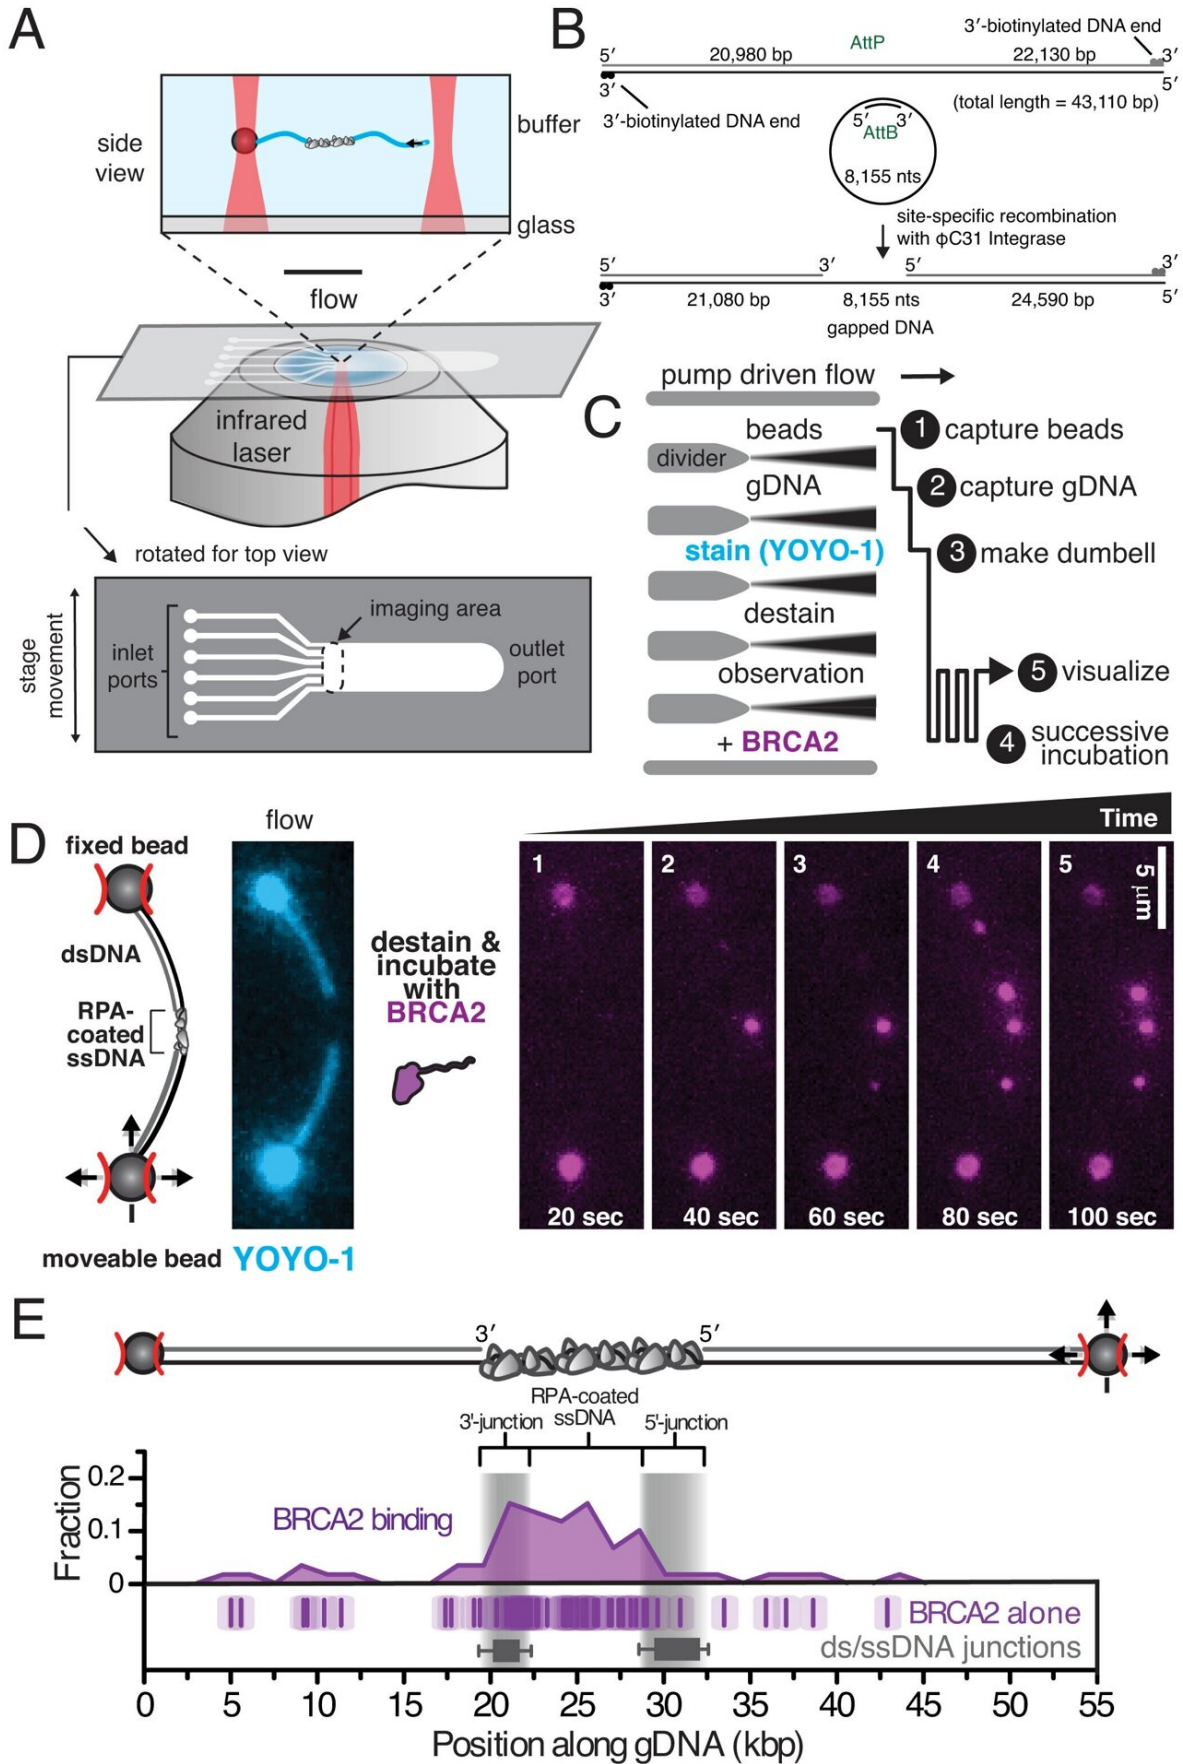 A
side
view
buffer
glass
flow
infrared
laser
rotated for top view
stage
movement
inlet
ports
imaging area
outlet
port
B
3′-biotinylated DNA end
5′
20,980 bp
AttP
22,130 bp
3′
3′
5′
3′-biotinylated DNA end
(total length = 43,110 bp)
5′ 3′
AttB
8,155 nts
site-specific recombination
with ϕC31 Integrase
5′
3′
5′
3′
3′
21,080 bp
8,155 nts
24,590 bp
5′
gapped DNA
C
pump driven flow
beads
divider
gDNA
stain (YOYO-1)
destain
observation
+ BRCA2
1 capture beads
2 capture gDNA
3 make dumbell
5 visualize
4 successive
incubation
D
fixed bead
dsDNA
RPA-
coated
ssDNA
moveable bead
flow
YOYO-1
destain &
incubate
with
BRCA2
Time
1
2
3
4
5
5 μm
20 sec
40 sec
60 sec
80 sec
100 sec
E
3′
5′
RPA-coated
ssDNA
3'-junction
5'-junction
Fraction
0.2
0.1
0
BRCA2 binding
BRCA2 alone
ds/ssDNA junctions
0 5 10 15 20 25 30 35 40 45 50 55
Position along gDNA (kbp)